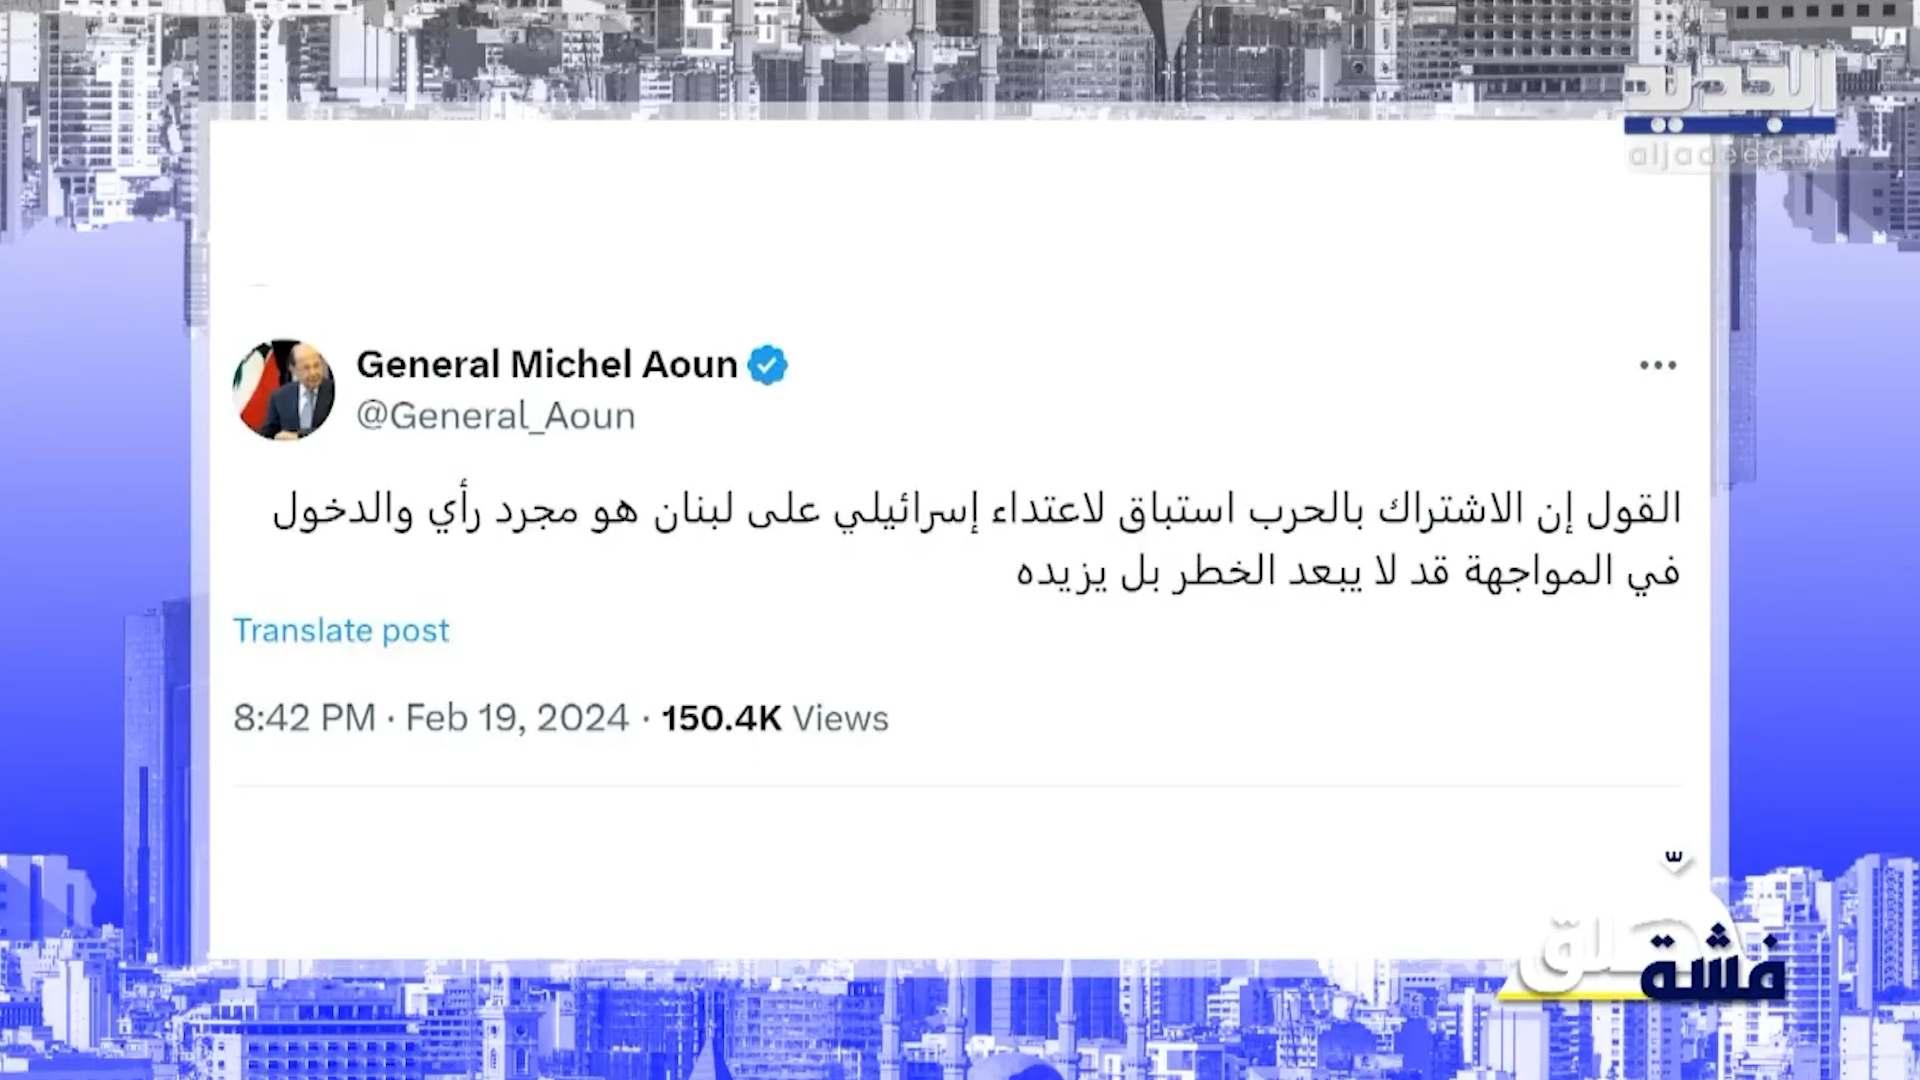 الجديد
aljadeed.tv
General Michel Aoun
@General_Aoun
القول إن الاشتراك بالحرب استباق لاعتداء إسرائيلي على لبنان هو مجرد رأي والدخول
في المواجهة قد لا يبعد الخطر بل يزيده
Translate post
8:42 PM · Feb 19, 2024 · 150.4K Views
فشة خلق